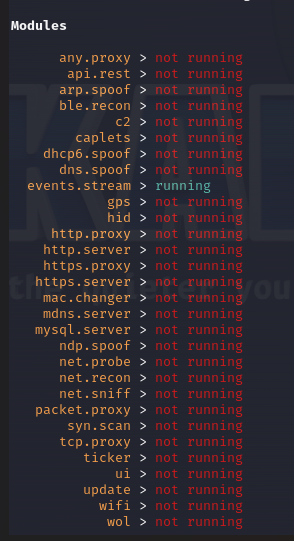 Modules
any.proxy > not running
api.rest > not running
arp.spoof > not running
ble.recon > not running
c2 > not running
caplets > not running
dhcp6.spoof > not running
dns.spoof > not running
events.stream > running
gps > not running
hid > not running
http.proxy > not running
http.server > not running
https.proxy > not running
https.server > not running
mac.changer > not running
mdns.server > not running
mysql.server > not running
ndp.spoof > not running
net.probe > not running
net.recon > not running
net.sniff > not running
packet.proxy > not running
syn.scan > not running
tcp.proxy > not running
ticker > not running
ui > not running
update > not running
wifi > not running
wol > not running